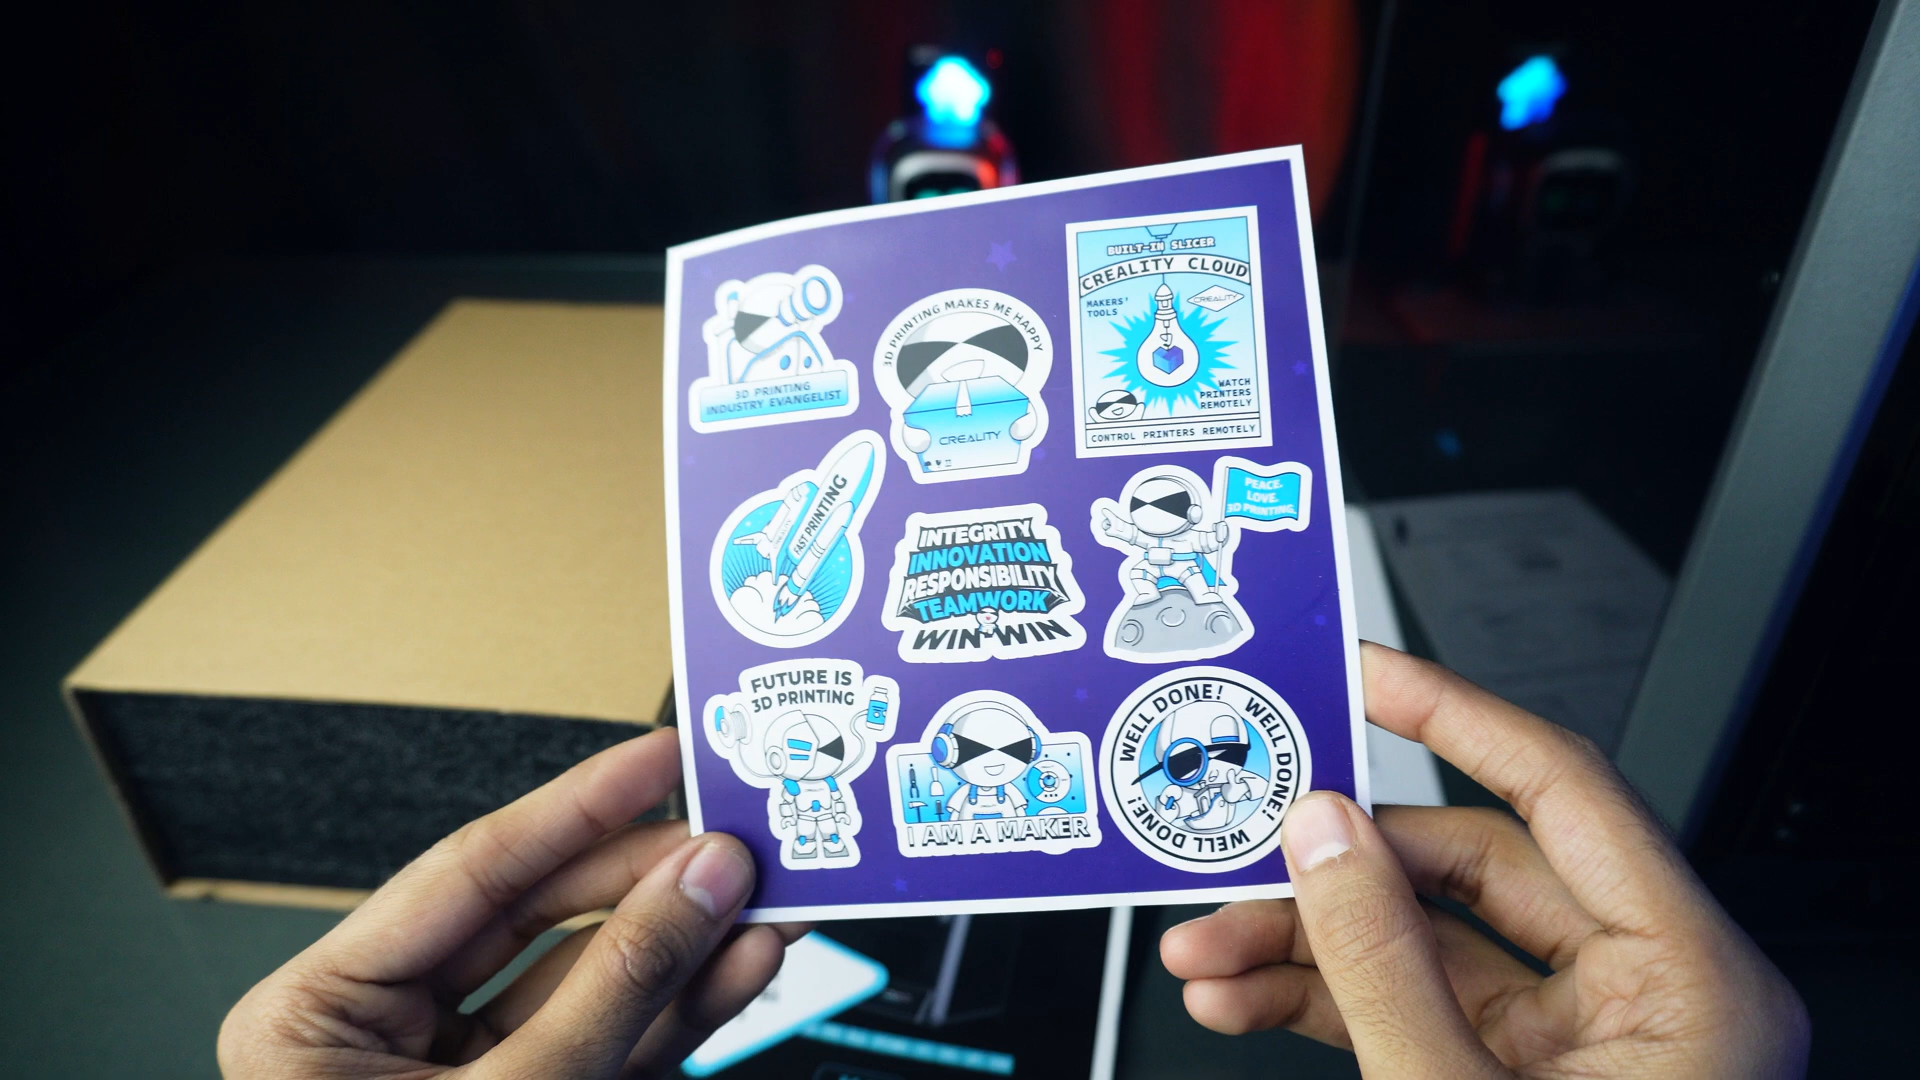 3D PRINTING
INDUSTRY EVANGELIST
3D PRINTING MAKES ME HAPPY
CREALITY
BUILT-IN SLICER
CREALITY CLOUD
MAKERS'
TOOLS
CREALITY
WATCH
PRINTERS
REMOTELY
CONTROL PRINTERS REMOTELY
FAST PRINTING
INTEGRITY
INNOVATION
RESPONSIBILITY
TEAMWORK
WIN WIN
PEACE.
LOVE.
3D PRINTING.
FUTURE IS
3D PRINTING
I AM A MAKER
WELL DONE! WELL DONE! WELL DONE!